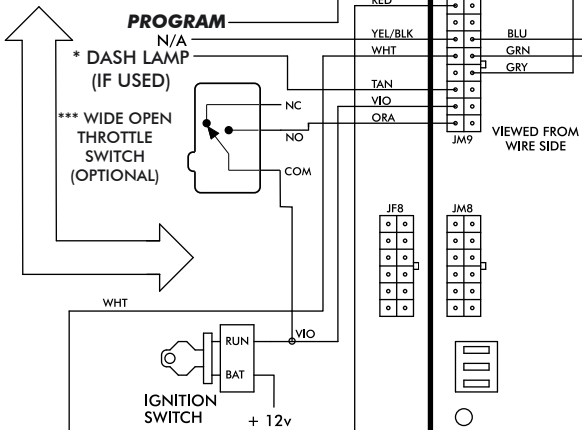 RED
PROGRAM
N/A
YEL/BLK
BLU
* DASH LAMP
(IF USED)
WHT
GRN
GRY
TAN
NC
VIO
*** WIDE OPEN
THROTTLE
SWITCH
(OPTIONAL)
ORA
NO
VIEWED FROM
WIRE SIDE
JM9
COM
JF8
JM8
WHT
RUN
VIO
BAT
IGNITION
SWITCH
+ 12v